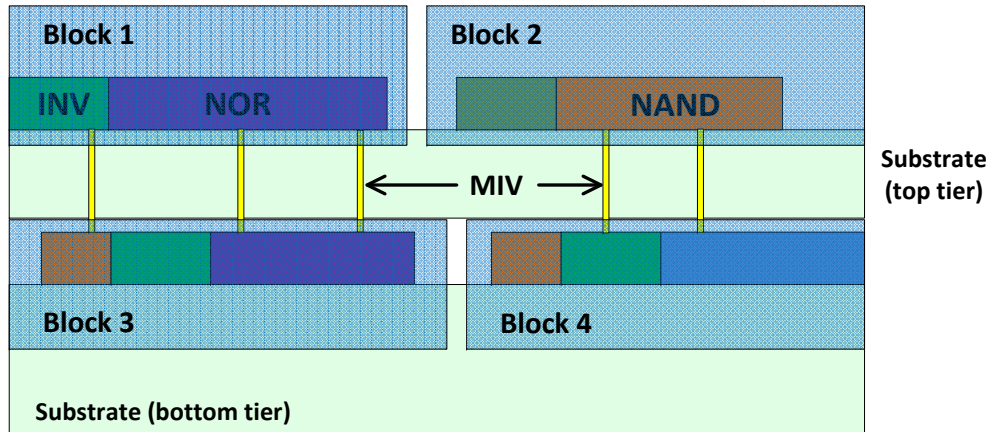 Block 1
Block 2
INV
NOR
NAND
MIV
Substrate
(top tier)
Block 3
Block 4
Substrate (bottom tier)